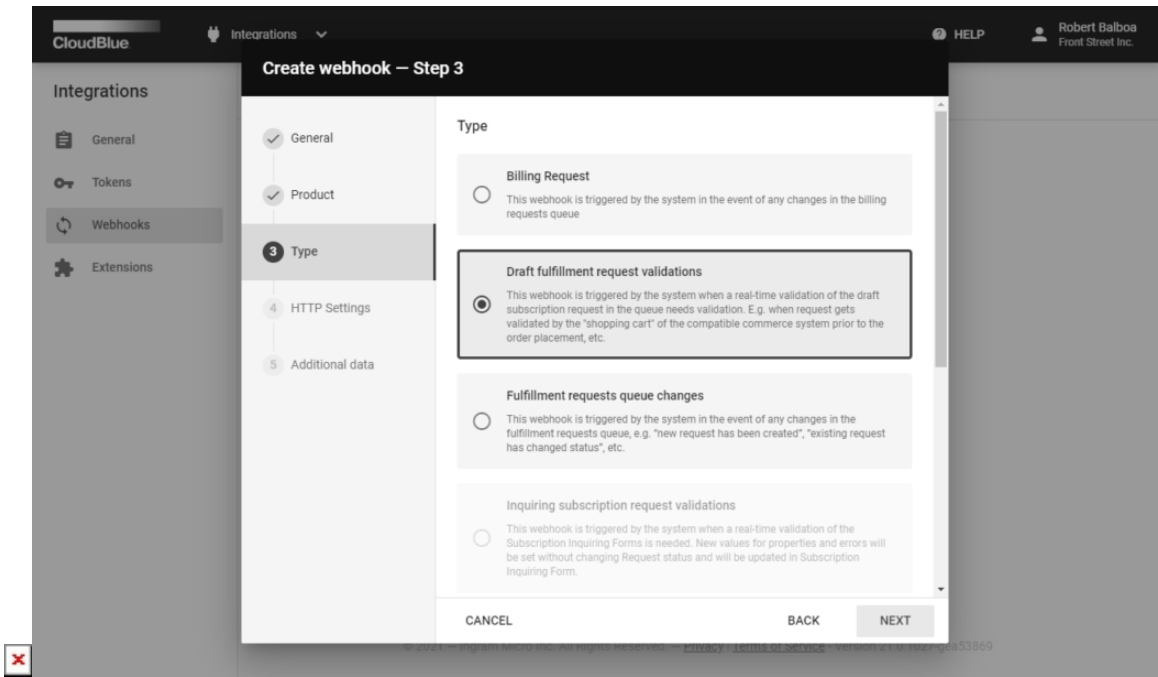 CloudBlue
Integrations
HELP
Robert Balboa
Front Street Inc.
Integrations
General
Tokens
Webhooks
Extensions
Create webhook — Step 3
General
Product
3 Type
4 HTTP Settings
5 Additional data
Type
Billing Request
This webhook is triggered by the system in the event of any changes in the billing
requests queue
Draft fulfillment request validations
This webhook is triggered by the system when a real-time validation of the draft
subscription request in the queue needs validation. E.g. when request gets
validated by the "shopping cart" of the compatible commerce system prior to the
order placement, etc.
Fulfillment requests queue changes
This webhook is triggered by the system in the event of any changes in the
fulfillment requests queue, e.g. "new request has been created", "existing request
has changed status", etc.
Inquiring subscription request validations
This webhook is triggered by the system when a real-time validation of the
Subscription Inquiring Forms is needed. New values for properties and errors will
be set without changing Request status and will be updated in Subscription
Inquiring Form.
CANCEL
BACK
NEXT
© 2021 — Ingram Micro Inc. All Rights Reserved. — Privacy | Terms of Service - Version 21.0.1027-gea53869